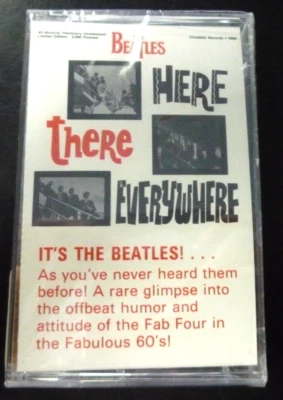 BEATLES
HERE
there
EVERYWHERE
IT'S THE BEATLES! . . .
As you've never heard them
before! A rare glimpse into
the offbeat humor and
attitude of the Fab Four in
the Fabulous 60's!